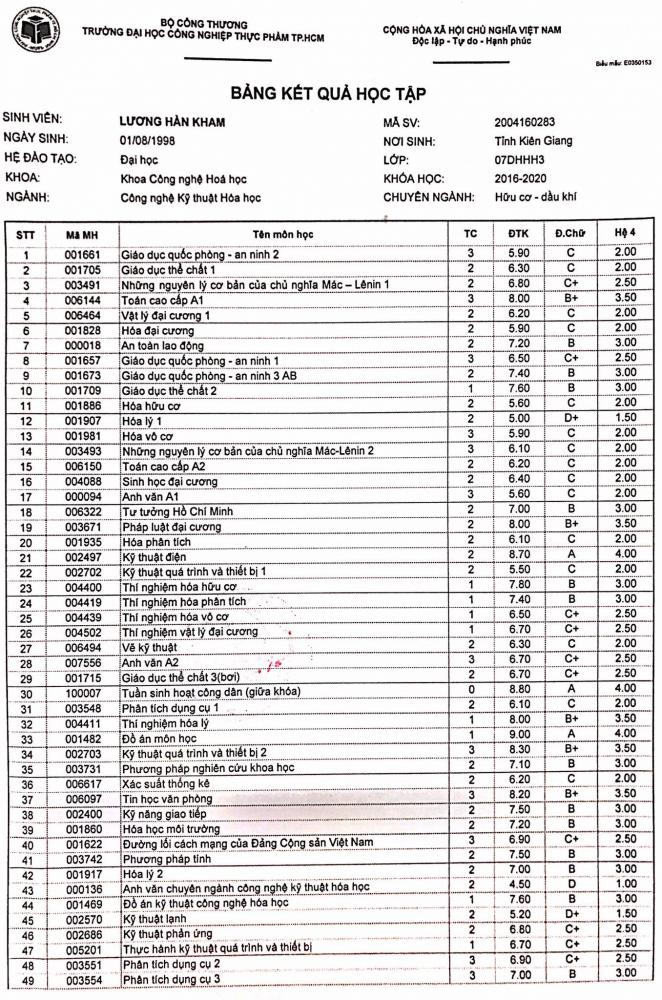 BỘ CÔNG THƯƠNG
TRƯỜNG ĐẠI HỌC CÔNG NGHIỆP THỰC PHẨM TP.HCM
CỘNG HÒA XÃ HỘI CHỦ NGHĨA VIỆT NAM
Độc lập - Tự do - Hạnh phúc
Biểu mẫu: E0350153
BẢNG KẾT QUẢ HỌC TẬP
SINH VIÊN: LƯƠNG HÀN KHAM MÃ SV: 2004160283
NGÀY SINH: 01/08/1998 NƠI SINH: Tỉnh Kiên Giang
HỆ ĐÀO TẠO: Đại học LỚP: 07DHHH3
KHOA: Khoa Công nghệ Hoá học KHÓA HỌC: 2016-2020
NGÀNH: Công nghệ Kỹ thuật Hóa học CHUYÊN NGÀNH: Hữu cơ - dầu khí
STT Mã MH Tên môn học TC ĐTK Đ.Chữ Hệ 4
1 001661 Giáo dục quốc phòng - an ninh 2 3 5.90 C 2.00
2 001705 Giáo dục thể chất 1 2 6.30 C 2.00
3 003491 Những nguyên lý cơ bản của chủ nghĩa Mác – Lênin 1 2 6.80 C+ 2.50
4 006144 Toán cao cấp A1 3 8.00 B+ 3.50
5 006464 Vật lý đại cương 1 2 6.20 C 2.00
6 001828 Hóa đại cương 2 5.90 C 2.00
7 000018 An toàn lao động 2 7.20 B 3.00
8 001657 Giáo dục quốc phòng - an ninh 1 3 6.50 C+ 2.50
9 001673 Giáo dục quốc phòng - an ninh 3 AB 2 7.40 B 3.00
10 001709 Giáo dục thể chất 2 1 7.60 B 3.00
11 001886 Hóa hữu cơ 2 5.60 C 2.00
12 001907 Hóa lý 1 2 5.00 D+ 1.50
13 001981 Hóa vô cơ 3 5.90 C 2.00
14 003493 Những nguyên lý cơ bản của chủ nghĩa Mác-Lênin 2 3 6.10 C 2.00
15 006150 Toán cao cấp A2 2 6.20 C 2.00
16 004088 Sinh học đại cương 2 6.40 C 2.00
17 000094 Anh văn A1 3 5.60 C 2.00
18 006322 Tư tưởng Hồ Chí Minh 2 7.00 B 3.00
19 003671 Pháp luật đại cương 2 8.00 B+ 3.50
20 001935 Hóa phân tích 2 6.10 C 2.00
21 002497 Kỹ thuật điện 2 8.70 A 4.00
22 002702 Kỹ thuật quá trình và thiết bị 1 2 5.50 C 2.00
23 004400 Thí nghiệm hóa hữu cơ 1 7.80 B 3.00
24 004419 Thí nghiệm hóa phân tích 1 7.40 B 3.00
25 004439 Thí nghiệm hóa vô cơ 1 6.50 C+ 2.50
26 004502 Thí nghiệm vật lý đại cương 1 6.70 C+ 2.50
27 006494 Vẽ kỹ thuật 2 6.30 C 2.00
28 007556 Anh văn A2 3 6.70 C+ 2.50
29 001715 Giáo dục thể chất 3(bơi) 2 6.70 C+ 2.50
30 100007 Tuần sinh hoạt công dân (giữa khóa) 0 8.80 A 4.00
31 003548 Phân tích dụng cụ 1 2 6.10 C 2.00
32 004411 Thí nghiệm hóa lý 1 8.00 B+ 3.50
33 001482 Đồ án môn học 1 9.00 A 4.00
34 002703 Kỹ thuật quá trình và thiết bị 2 3 8.30 B+ 3.50
35 003731 Phương pháp nghiên cứu khoa học 2 7.10 B 3.00
36 006617 Xác suất thống kê 2 6.20 C 2.00
37 006097 Tin học văn phòng 3 8.20 B+ 3.50
38 002400 Kỹ năng giao tiếp 2 7.50 B 3.00
39 001860 Hóa học môi trường 2 7.20 B 3.00
40 001622 Đường lối cách mạng của Đảng Cộng sản Việt Nam 3 6.90 C+ 2.50
41 003742 Phương pháp tính 2 7.50 B 3.00
42 001917 Hóa lý 2 2 7.00 B 3.00
43 000136 Anh văn chuyên ngành công nghệ kỹ thuật hóa học 2 4.50 D 1.00
44 001469 Đồ án kỹ thuật công nghệ hóa học 1 7.60 B 3.00
45 002570 Kỹ thuật lạnh 2 5.20 D+ 1.50
46 002686 Kỹ thuật phản ứng 2 6.80 C+ 2.50
47 005201 Thực hành kỹ thuật quá trình và thiết bị 1 6.70 C+ 2.50
48 003551 Phân tích dụng cụ 2 3 6.90 C+ 2.50
49 003554 Phân tích dụng cụ 3 3 7.00 B 3.00